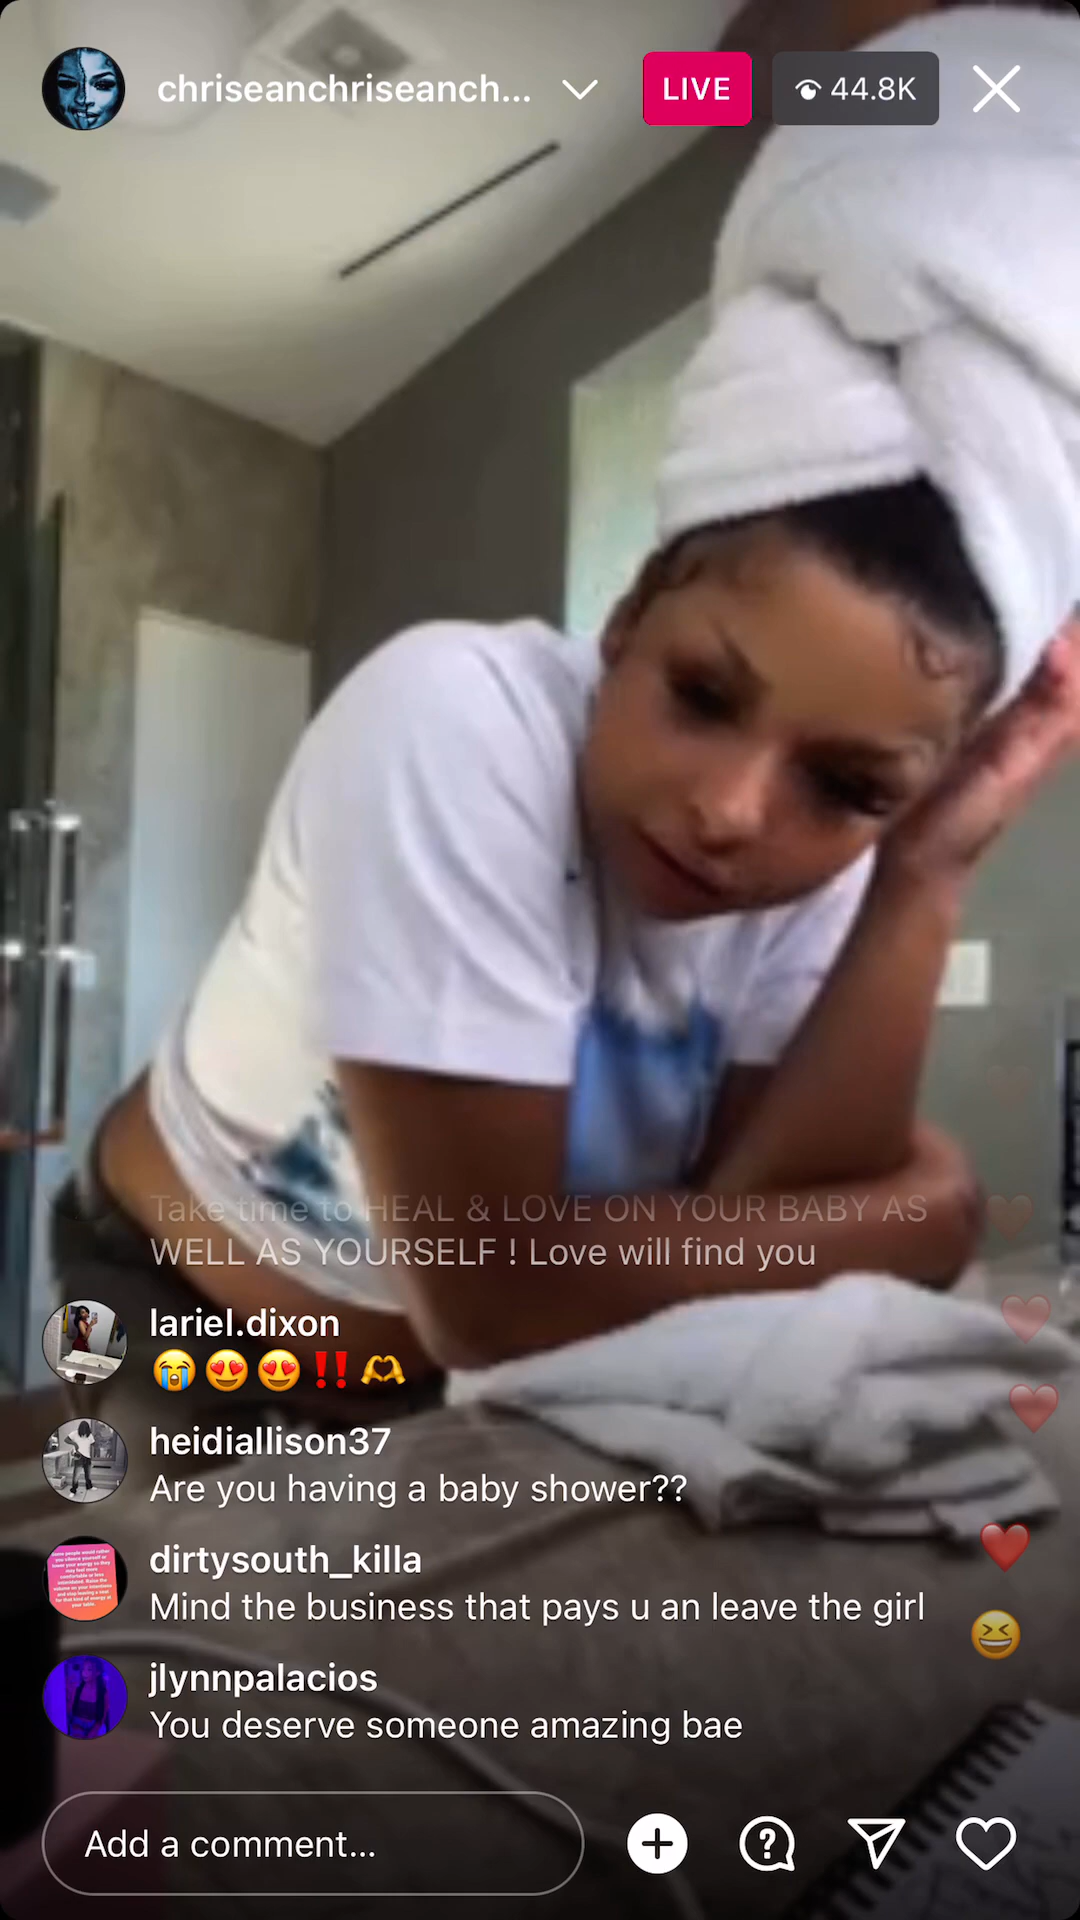 chriseanchriseanch...
LIVE
44.8K
Take time to HEAL & LOVE ON YOUR BABY AS
WELL AS YOURSELF ! Love will find you
lariel.dixon
😭😍😍‼️🫶
heidiallison37
Are you having a baby shower??
dirtysouth_killa
Mind the business that pays u an leave the girl
jlynnpalacios
You deserve someone amazing bae
Add a comment...